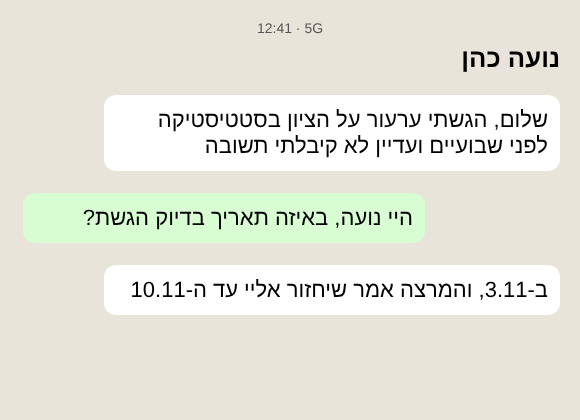 12:41 · 5G
נועה כהן
שלום, הגשתי ערעור על הציון בסטטיסטיקה
לפני שבועיים ועדיין לא קיבלתי תשובה
היי נועה, באיזה תאריך בדיוק הגשת?
ב-3.11, והמרצה אמר שיחזור אליי עד ה-10.11